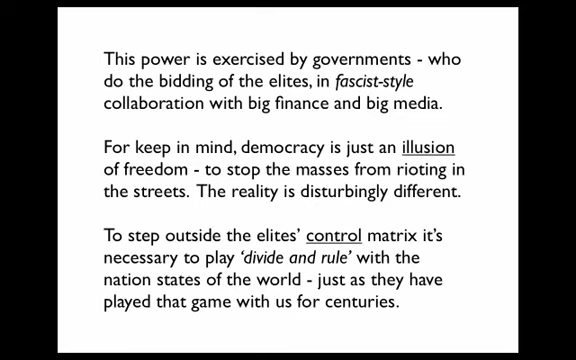 This power is exercised by governments - who
do the bidding of the elites, in fascist-style
collaboration with big finance and big media.
For keep in mind, democracy is just an illusion
of freedom - to stop the masses from rioting in
the streets. The reality is disturbingly different.
To step outside the elites' control matrix it's
necessary to play 'divide and rule' with the
nation states of the world - just as they have
played that game with us for centuries.